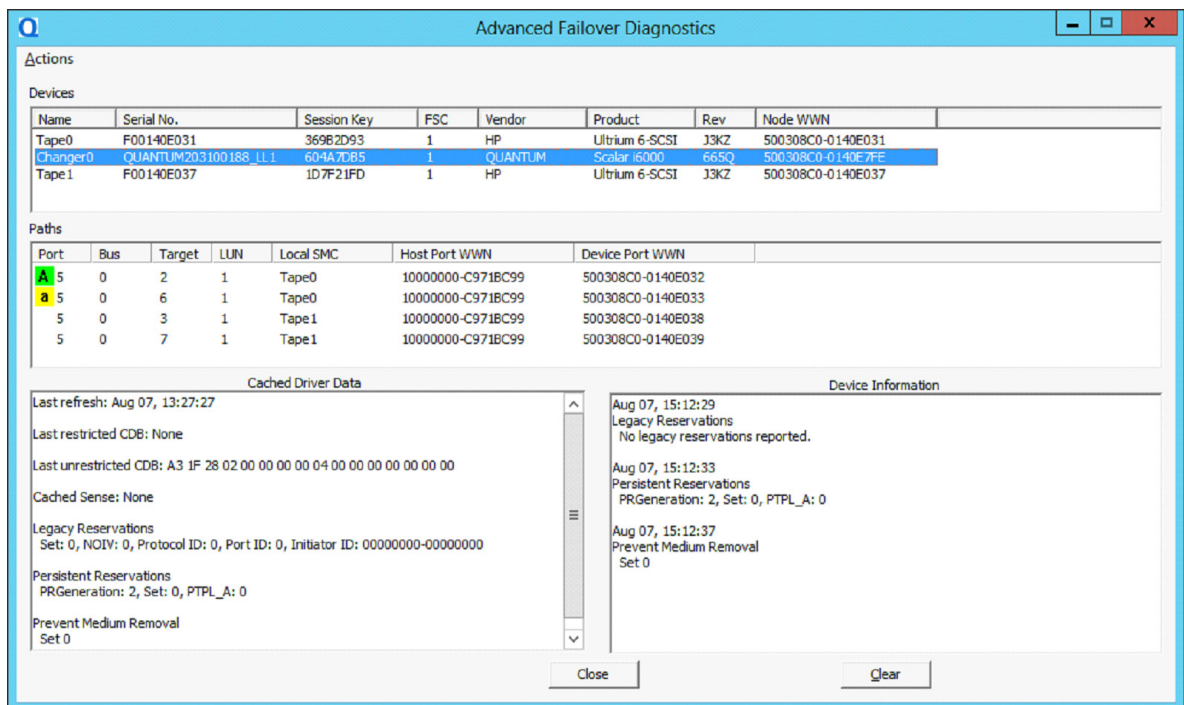 Advanced Failover Diagnostics
Actions
Devices
Name Serial No. Session Key FSC Vendor Product Rev Node WWN
Tape0 F00140E031 369B2D93 1 HP Ultrium 6-SCSI J3KZ 500308C0-0140E031
Changer0 QUANTUM203100188_LL1 604A7DB5 1 QUANTUM Scalar i6000 665Q 500308C0-0140E7FE
Tape1 F00140E037 1D7F21FD 1 HP Ultrium 6-SCSI J3KZ 500308C0-0140E037
Paths
Port Bus Target LUN Local SMC Host Port WWN Device Port WWN
A 5 0 2 1 Tape0 10000000-C971BC99 500308C0-0140E032
a 5 0 6 1 Tape0 10000000-C971BC99 500308C0-0140E033
5 0 3 1 Tape1 10000000-C971BC99 500308C0-0140E038
5 0 7 1 Tape1 10000000-C971BC99 500308C0-0140E039
Cached Driver Data
Last refresh: Aug 07, 13:27:27
Last restricted CDB: None
Last unrestricted CDB: A3 1F 28 02 00 00 00 00 04 00 00 00 00 00 00 00
Cached Sense: None
Legacy Reservations
Set: 0, NOIV: 0, Protocol ID: 0, Port ID: 0, Initiator ID: 00000000-00000000
Persistent Reservations
PRGeneration: 2, Set: 0, PTPL_A: 0
Prevent Medium Removal
Set 0
Device Information
Aug 07, 15:12:29
Legacy Reservations
No legacy reservations reported.
Aug 07, 15:12:33
Persistent Reservations
PRGeneration: 2, Set: 0, PTPL_A: 0
Aug 07, 15:12:37
Prevent Medium Removal
Set 0
Close
Clear